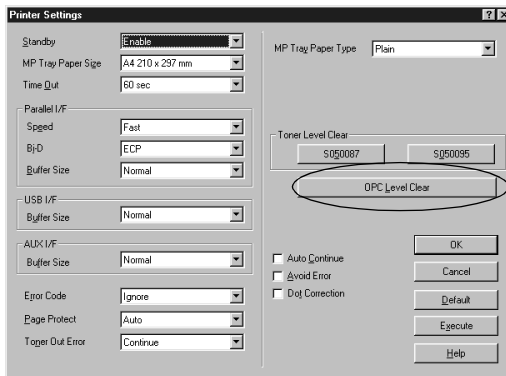 Printer Settings
Standby Enable
MP Tray Paper Size A4 210 x 297 mm
Time Out 60 sec
Parallel I/F
Speed Fast
Bi-D ECP
Buffer Size Normal
USB I/F
Buffer Size Normal
AUX I/F
Buffer Size Normal
Error Code Ignore
Page Protect Auto
Toner Out Error Continue
MP Tray Paper Type Plain
Toner Level Clear
S050087 S050095
OPC Level Clear
Auto Continue
Avoid Error
Dot Correction
OK
Cancel
Default
Execute
Help